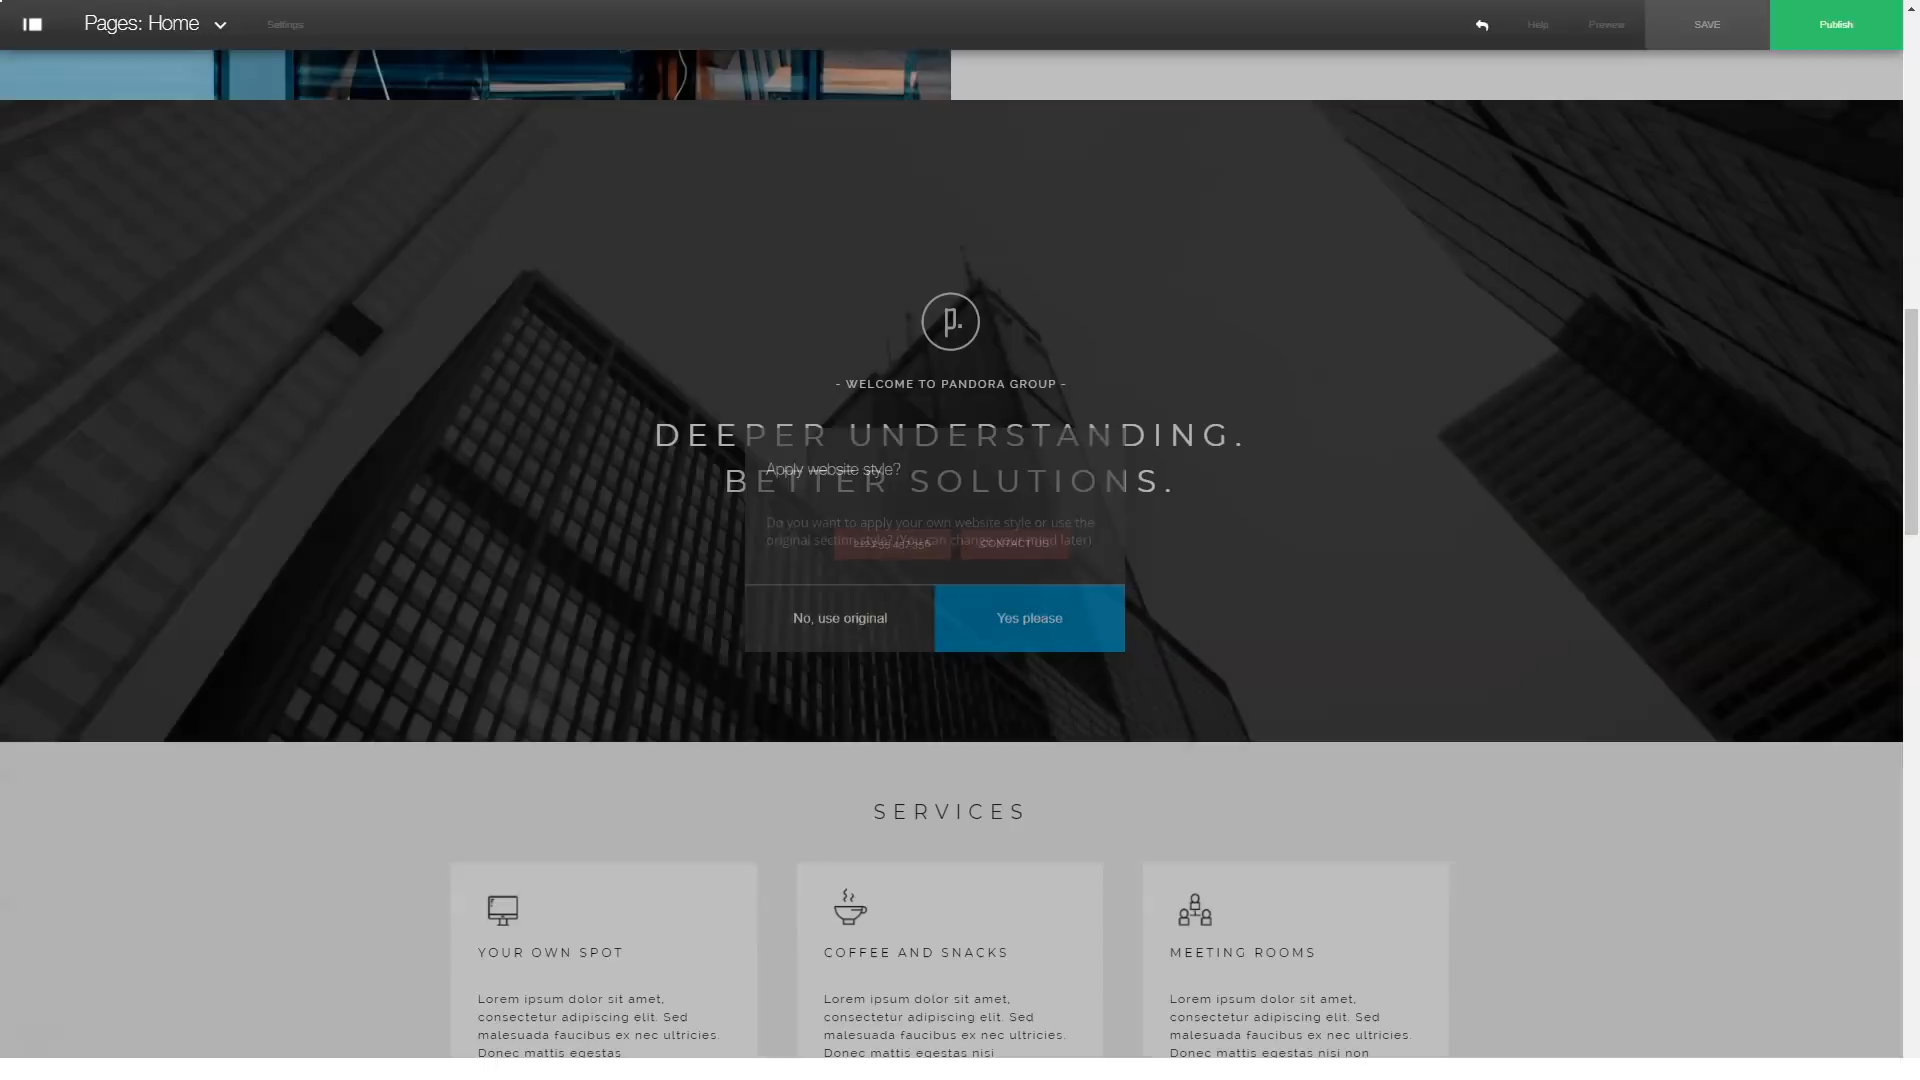 Pages: Home
Settings
Help
Preview
SAVE
Publish
p.
- WELCOME TO PANDORA GROUP -
DEEPER UNDERSTANDING.
BETTER SOLUTIONS.
Apply website style?
Do you want to apply your own website style or use the
original section style? (You can change your mind later)
CONTACT US
No, use original
Yes please
SERVICES
YOUR OWN SPOT
Lorem ipsum dolor sit amet,
consectetur adipiscing elit. Sed
malesuada faucibus ex nec ultricies.
Donec mattis egestas
COFFEE AND SNACKS
Lorem ipsum dolor sit amet,
consectetur adipiscing elit. Sed
malesuada faucibus ex nec ultricies.
Donec mattis egestas nisi
MEETING ROOMS
Lorem ipsum dolor sit amet,
consectetur adipiscing elit. Sed
malesuada faucibus ex nec ultricies.
Donec mattis egestas nisi non